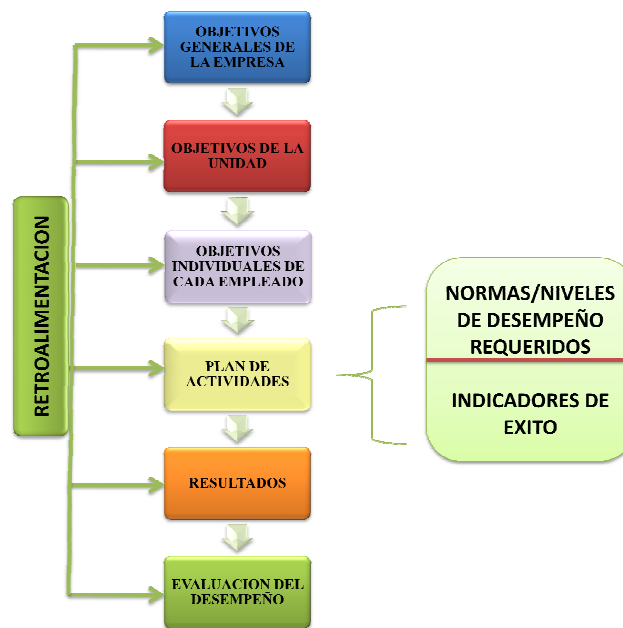 OBJETIVOS
GENERALES DE
LA EMPRESA
OBJETIVOS DE LA
UNIDAD
OBJETIVOS
INDIVIDUALES DE
CADA EMPLEADO
PLAN DE
ACTIVIDADES
RESULTADOS
EVALUACION DEL
DESEMPEÑO
RETROALIMENTACION
NORMAS/NIVELES
DE DESEMPEÑO
REQUERIDOS
INDICADORES DE
EXITO